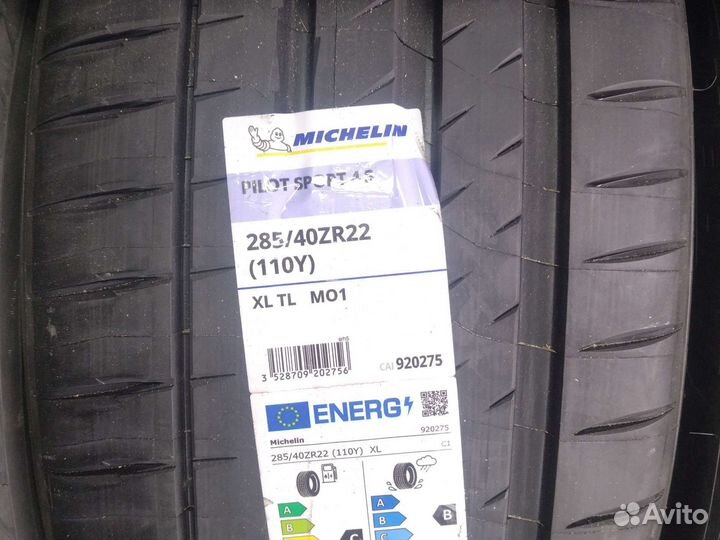 MICHELIN
PILOT SPORT 4 S
285/40ZR22
(110Y)
XL TL MO1
3 528709 202756
CAI 920275
ENERG
Michelin 920275
285/40ZR22 (110Y) XL C1
A A
B B B
C C C
Avito